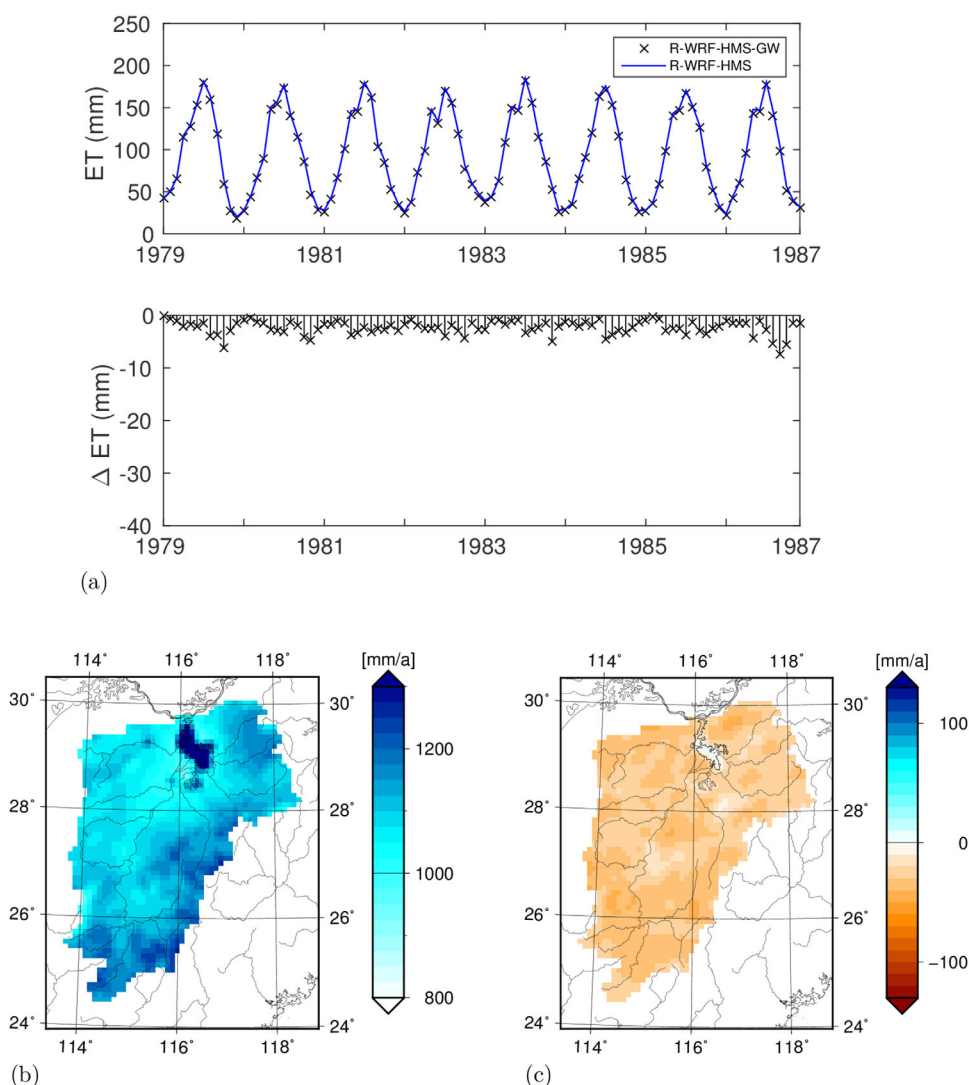 250
200
150
100
50
0
ET (mm)
R-WRF-HMS-GW
R-WRF-HMS
1979 1981 1983 1985 1987
0
-10
-20
-30
-40
Δ ET (mm)
1979 1981 1983 1985 1987
(a)
114˚ 116˚ 118˚ [mm/a]
30˚ 30˚
28˚ 28˚
26˚ 26˚
24˚ 24˚
114˚ 116˚ 118˚
1200
1000
800
(b)
114˚ 116˚ 118˚ [mm/a]
30˚ 30˚
28˚ 28˚
26˚ 26˚
24˚ 24˚
114˚ 116˚ 118˚
100
0
−100
(c)